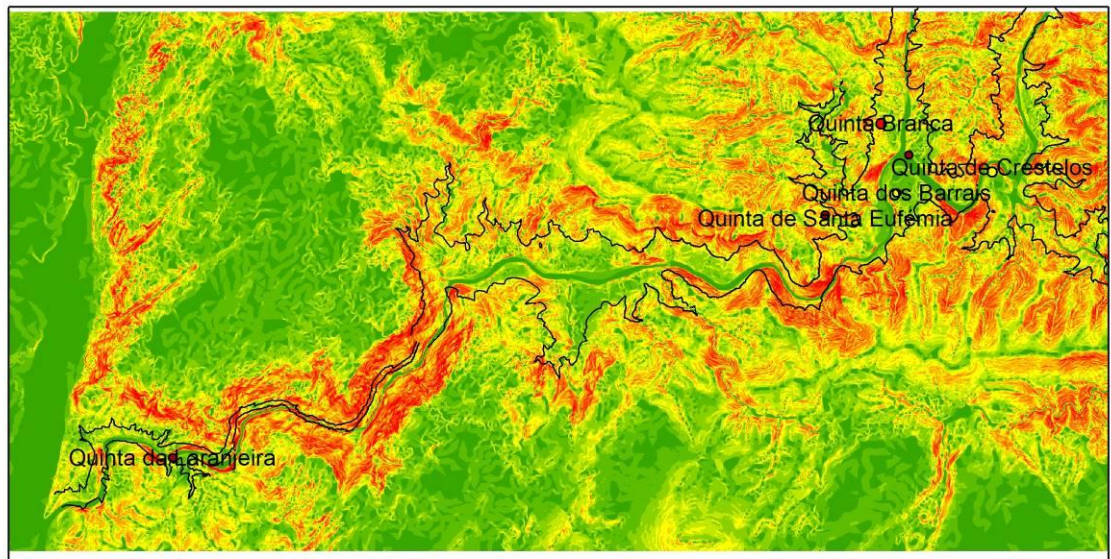 Quinta Branca
Quinta de Crestelos
Quinta dos Barrais
Quinta de Santa Eufemia
Quinta da Laranjeira